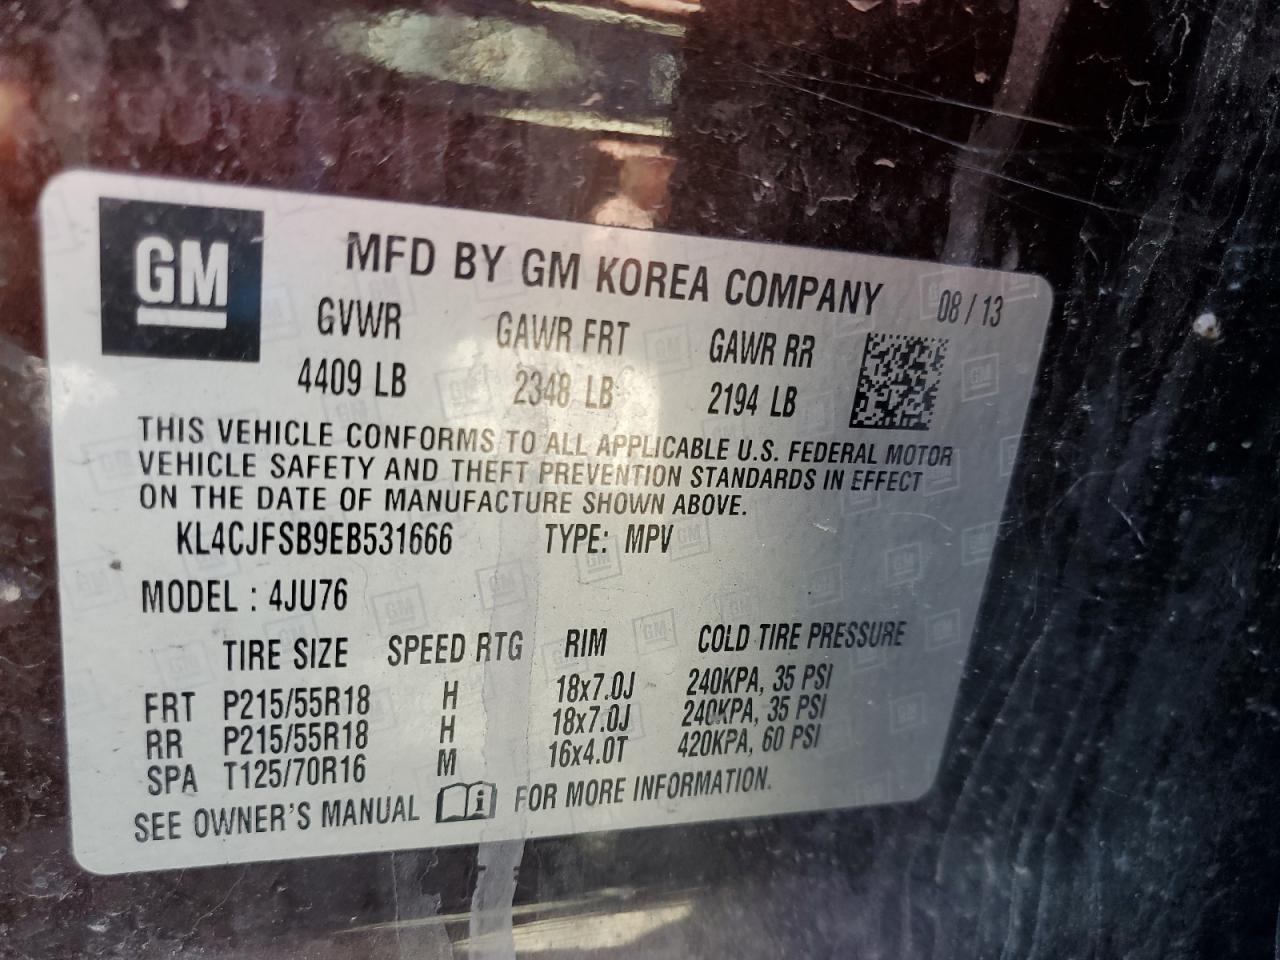 GM
MFD BY GM KOREA COMPANY 08 / 13
GVWR GAWR FRT GAWR RR
4409 LB 2348 LB 2194 LB
THIS VEHICLE CONFORMS TO ALL APPLICABLE U.S. FEDERAL MOTOR
VEHICLE SAFETY AND THEFT PREVENTION STANDARDS IN EFFECT
ON THE DATE OF MANUFACTURE SHOWN ABOVE.
KL4CJFSB9EB531666 TYPE: MPV
MODEL : 4JU76
TIRE SIZE SPEED RTG RIM COLD TIRE PRESSURE
FRT P215/55R18 H 18x7.0J 240KPA, 35 PSI
RR P215/55R18 H 18x7.0J 240KPA, 35 PSI
SPA T125/70R16 M 16x4.0T 420KPA, 60 PSI
SEE OWNER'S MANUAL i FOR MORE INFORMATION.